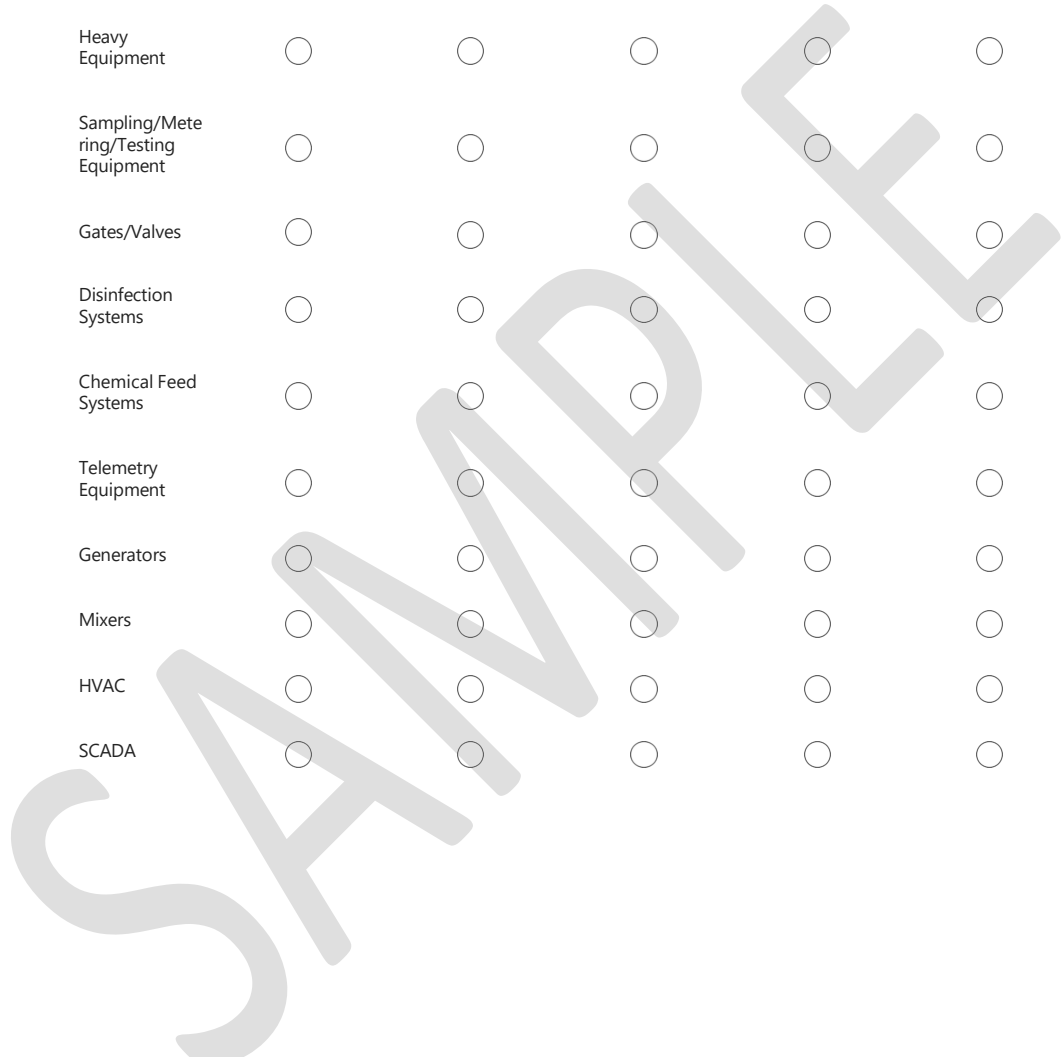 Heavy
Equipment
Sampling/Mete
ring/Testing
Equipment
Gates/Valves
Disinfection
Systems
Chemical Feed
Systems
Telemetry
Equipment
Generators
Mixers
HVAC
SCADA
SAMPLE